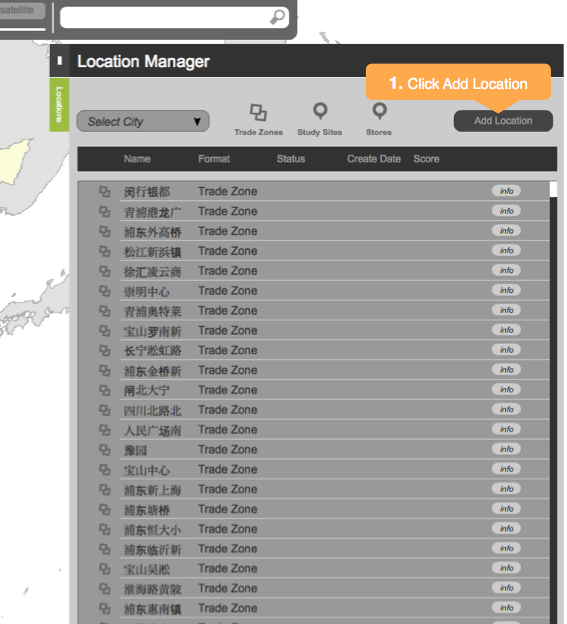 satellite
Location Manager
1. Click Add Location
Locations
Select City
Trade Zones
Study Sites
Stores
Add Location
Name Format Status Create Date Score
闵行银都 Trade Zone info
青浦港龙广 Trade Zone info
浦东外高桥 Trade Zone info
松江新浜镇 Trade Zone info
徐汇凌云商 Trade Zone info
崇明中心 Trade Zone info
青浦奥特莱 Trade Zone info
宝山罗南新 Trade Zone info
长宁淞虹路 Trade Zone info
浦东金桥新 Trade Zone info
闸北大宁 Trade Zone info
四川北路北 Trade Zone info
人民广场南 Trade Zone info
豫园 Trade Zone info
宝山中心 Trade Zone info
浦东新上海 Trade Zone info
浦东塘桥 Trade Zone info
浦东恒大小 Trade Zone info
浦东临沂新 Trade Zone info
宝山吴淞 Trade Zone info
淮海路黄陂 Trade Zone info
浦东惠南镇 Trade Zone info